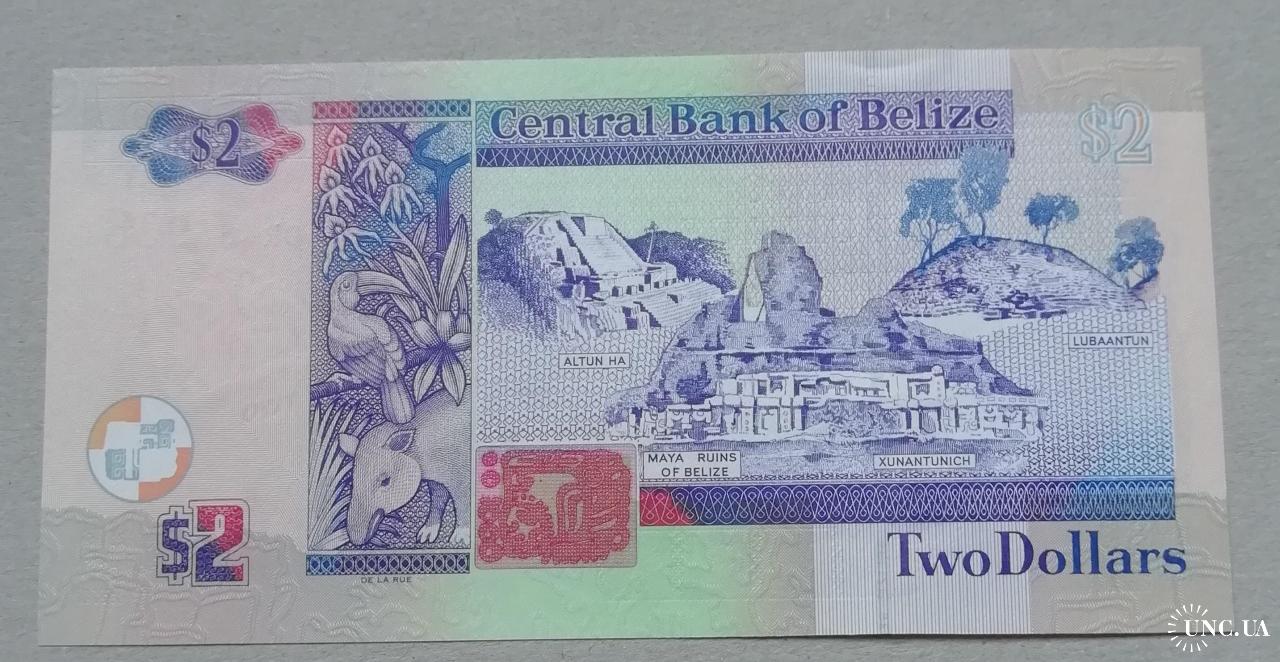 $2
Central Bank of Belize
$2
ALTUN HA
LUBAANTUN
MAYA RUINS
OF BELIZE
XUNANTUNICH
$2
Two Dollars
DE LA RUE
UNC.UA